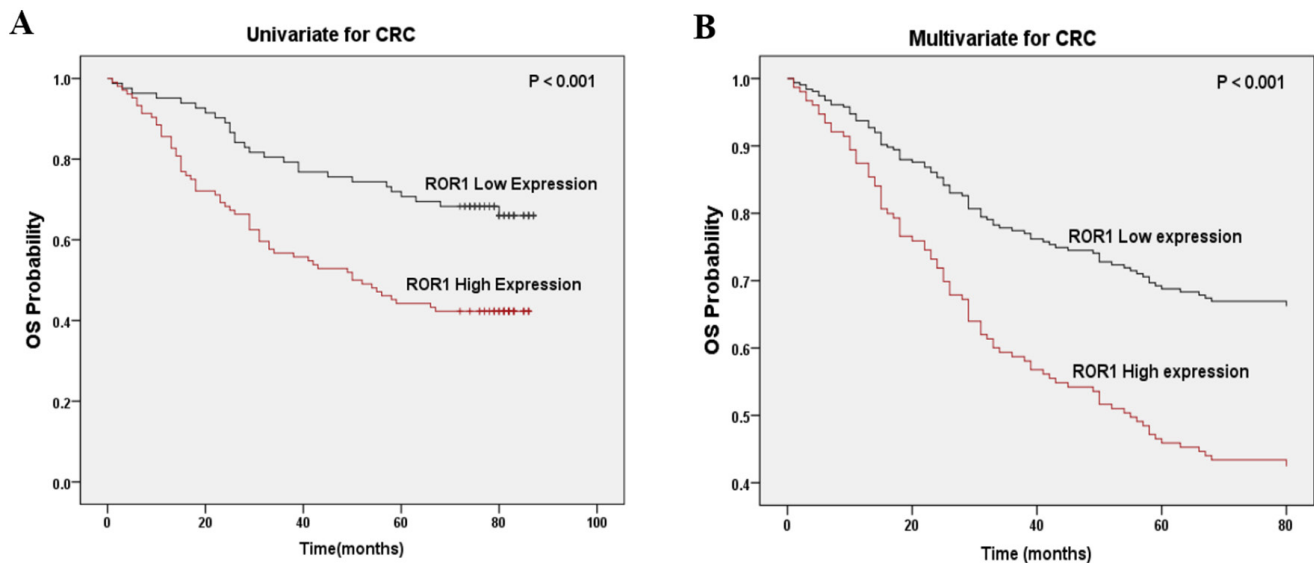 A
Univariate for CRC
P < 0.001
1.0
0.8
0.6
0.4
0.2
0.0
OS Probability
ROR1 Low Expression
ROR1 High Expression
0 20 40 60 80 100
Time(months)
B
Multivariate for CRC
P < 0.001
1.0
0.9
0.8
0.7
0.6
0.5
0.4
OS Probability
ROR1 Low expression
ROR1 High expression
0 20 40 60 80
Time (months)